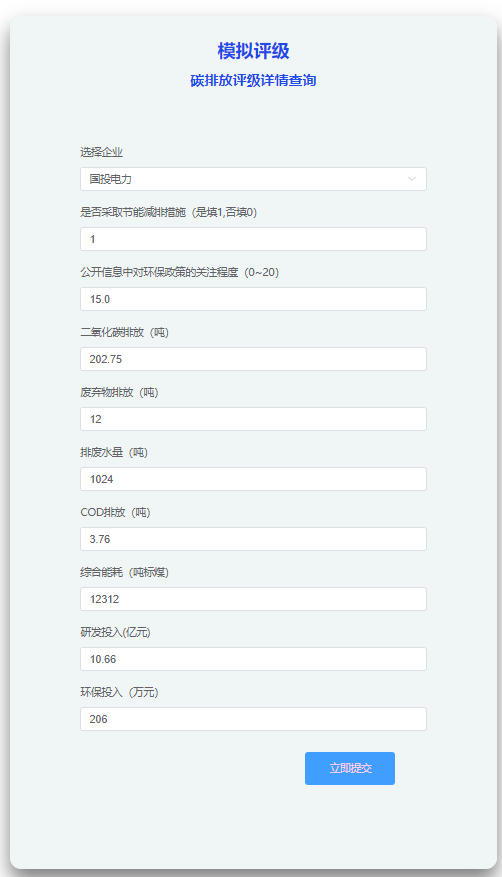 模拟评级
碳排放评级详情查询
选择企业
国投电力
是否采取节能减排措施（是填1,否填0）
1
公开信息中对环保政策的关注程度（0~20）
15.0
二氧化碳排放（吨）
202.75
废弃物排放（吨）
12
排废水量（吨）
1024
COD排放（吨）
3.76
综合能耗（吨标煤）
12312
研发投入(亿元)
10.66
环保投入（万元）
206
立即提交